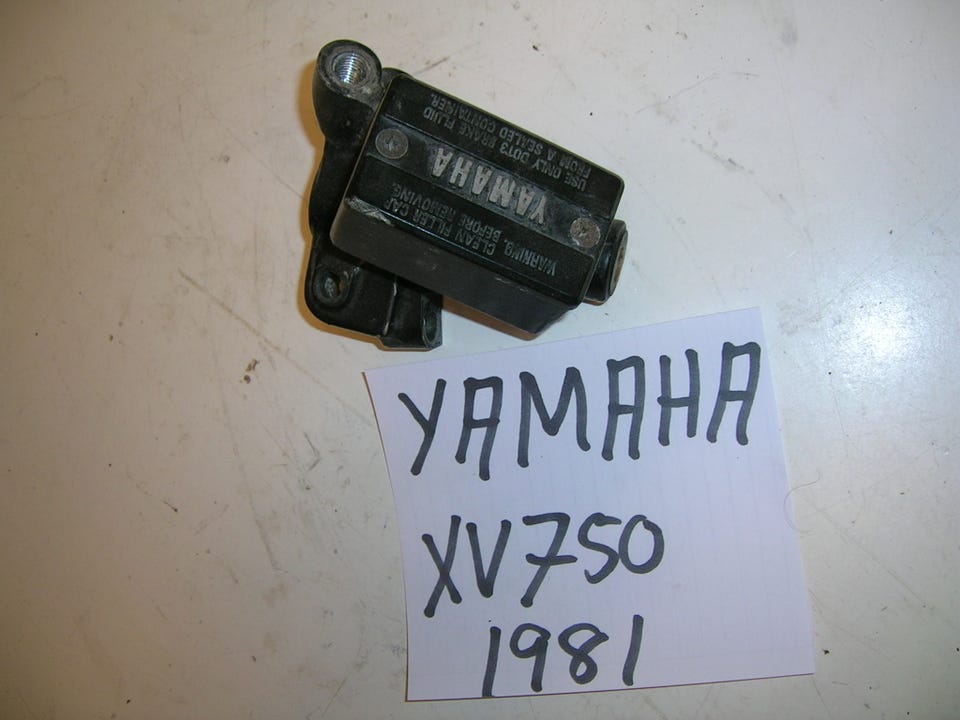 USE ONLY DOT3 BRAKE FLUID
FROM A SEALED CONTAINER.
YAMAHA
WARNING. CLEAN FILLER CAP
BEFORE REMOVING.
YAMAHA
XV750
1981